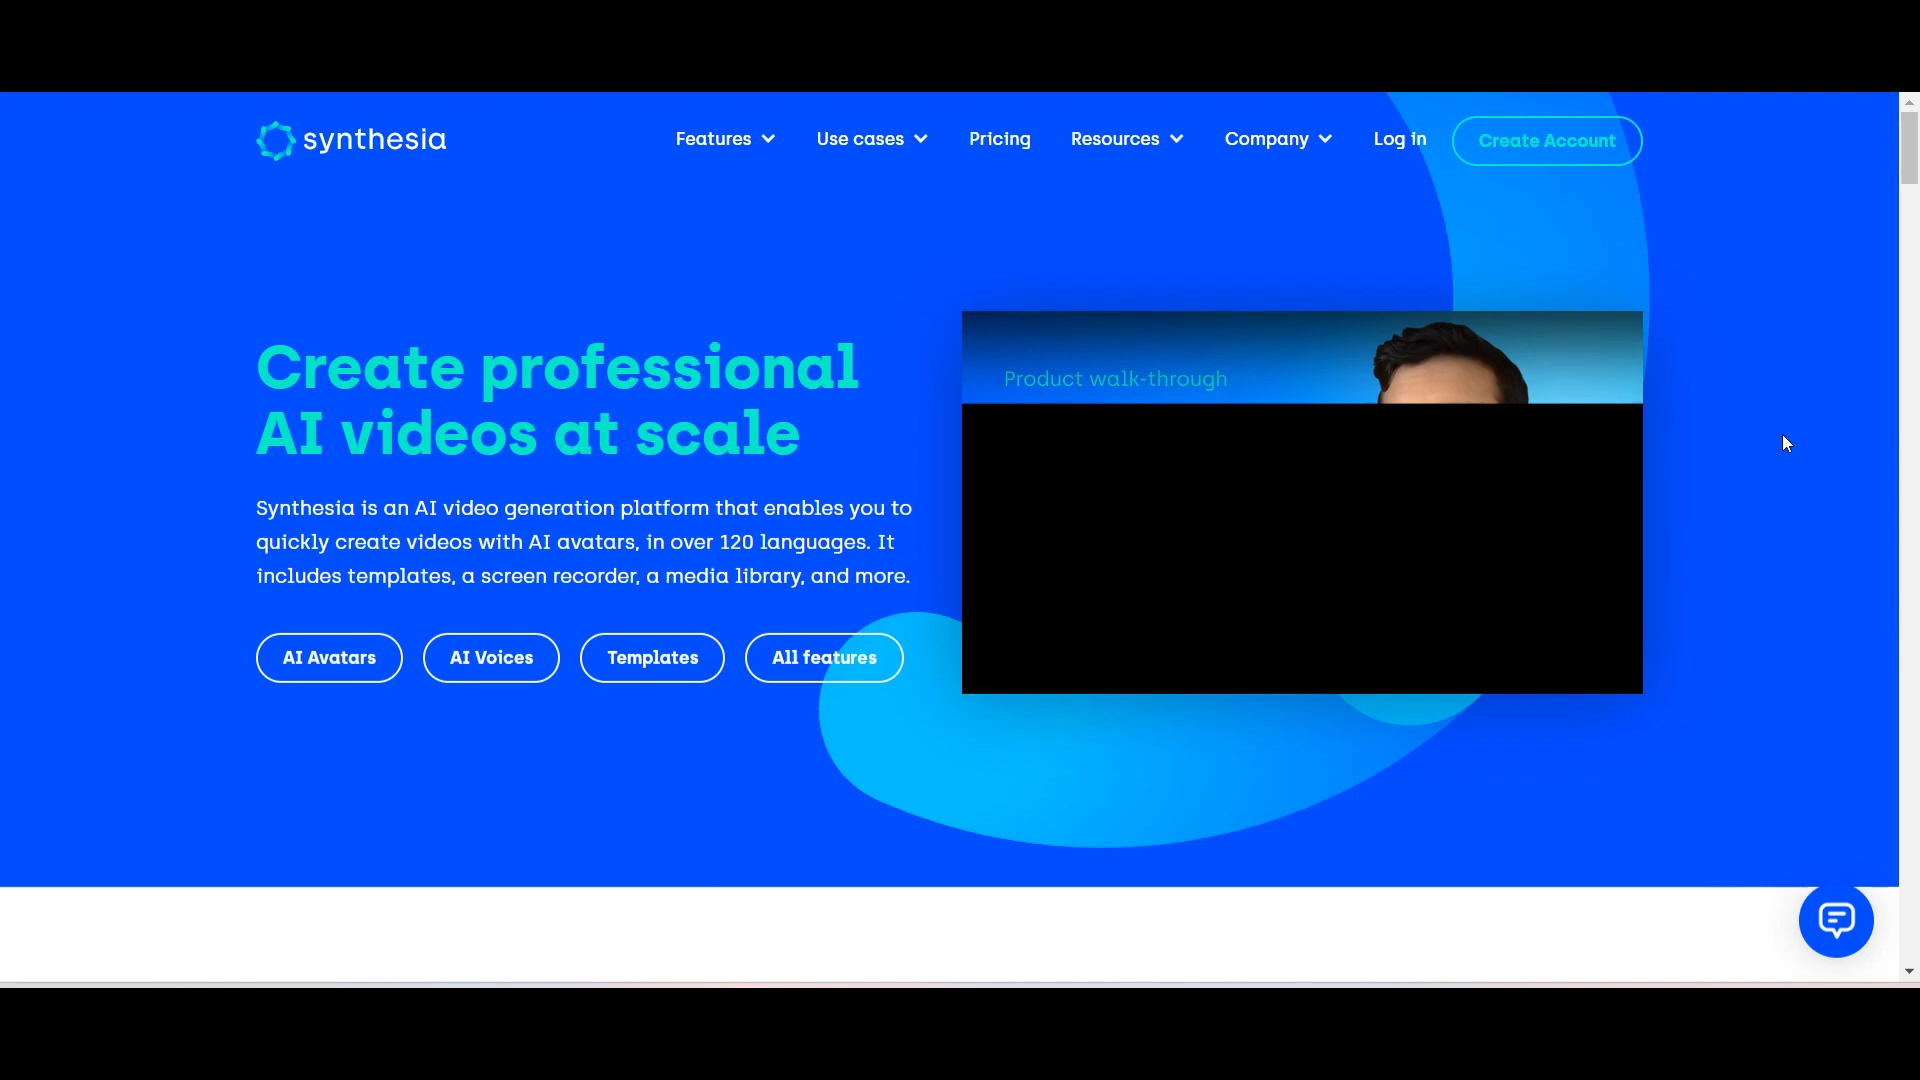 synthesia
Features
Use cases
Pricing
Resources
Company
Log in
Create Account
Create professional
AI videos at scale
Synthesia is an AI video generation platform that enables you to
quickly create videos with AI avatars, in over 120 languages. It
includes templates, a screen recorder, a media library, and more.
AI Avatars
AI Voices
Templates
All features
Product walk-through